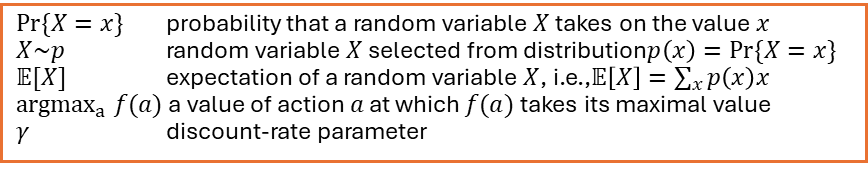 Pr{X = x} probability that a random variable X takes on the value x
X~p random variable X selected from distributionp(x) = Pr{X = x}
𝔼[X] expectation of a random variable X, i.e.,𝔼[X] = ∑ₓ p(x)x
argmaxₐ f(a) a value of action a at which f(a) takes its maximal value
γ discount-rate parameter